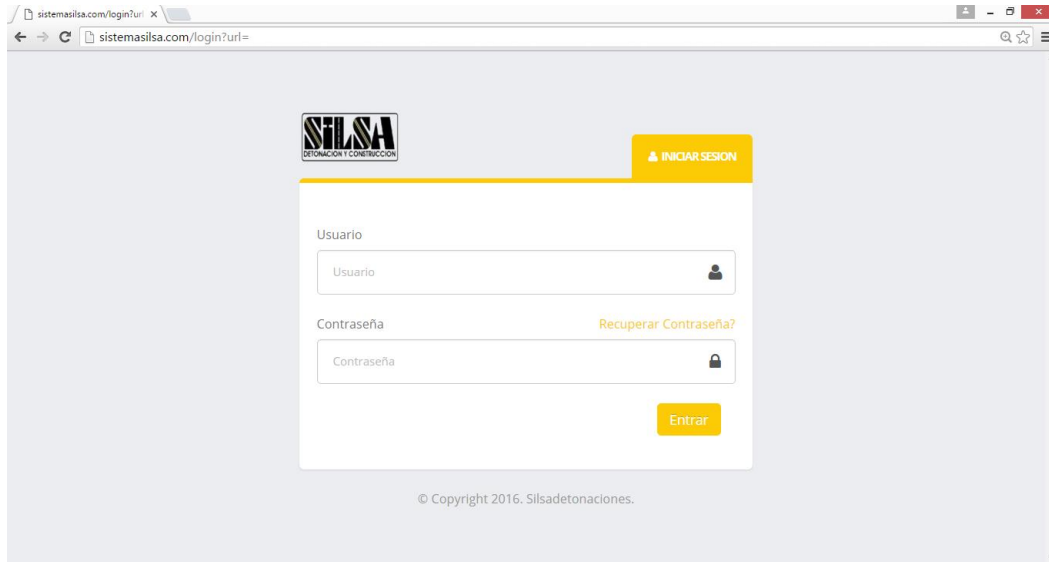 sistemasilsa.com/login?url
sistemasilsa.com/login?url=
SILSA
DETONACION Y CONSTRUCCION
INICIAR SESION
Usuario
Usuario
Contraseña
Recuperar Contraseña?
Contraseña
Entrar
© Copyright 2016. Silsadetonaciones.